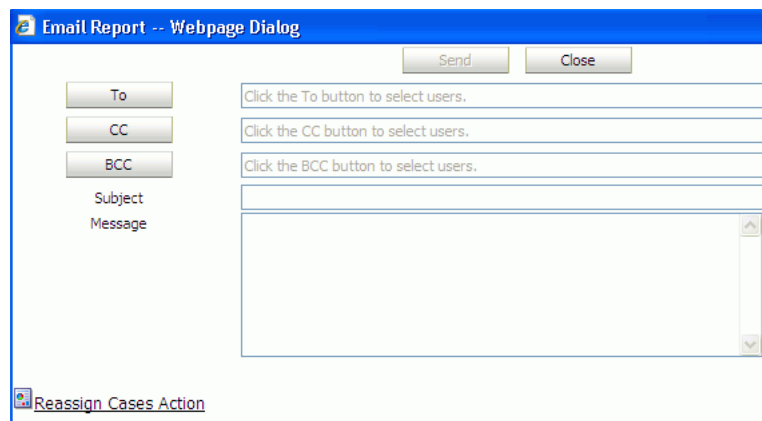 Email Report -- Webpage Dialog
Send Close
To Click the To button to select users.
CC Click the CC button to select users.
BCC Click the BCC button to select users.
Subject
Message
Reassign Cases Action